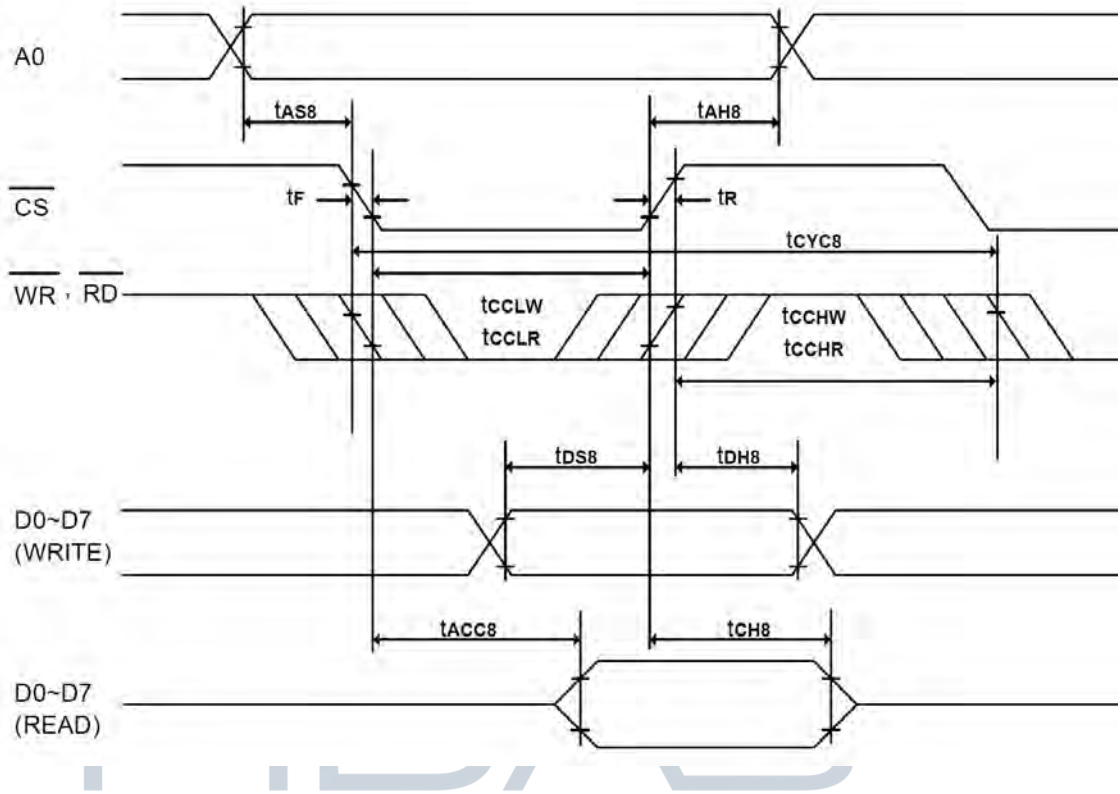 A0
tAS8
tAH8
CS
tF
tR
tCYC8
WR , RD
tCCLW
tCCLR
tCCHW
tCCHR
tDS8
tDH8
D0~D7
(WRITE)
tACC8
tCH8
D0~D7
(READ)